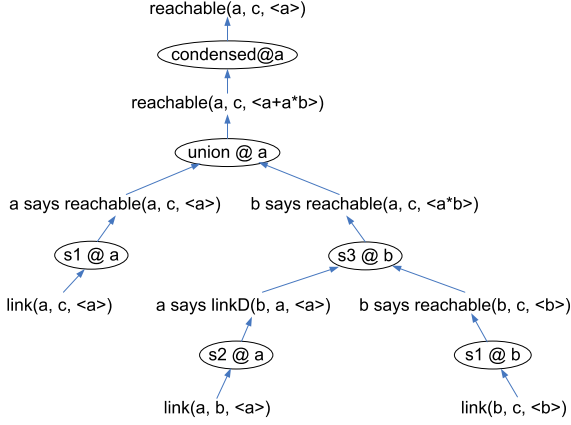 reachable(a, c, <a>)
condensed@a
reachable(a, c, <a+a*b>)
union @ a
a says reachable(a, c, <a>)
b says reachable(a, c, <a*b>)
s1 @ a
s3 @ b
link(a, c, <a>)
a says linkD(b, a, <a>)
b says reachable(b, c, <b>)
s2 @ a
s1 @ b
link(a, b, <a>)
link(b, c, <b>)